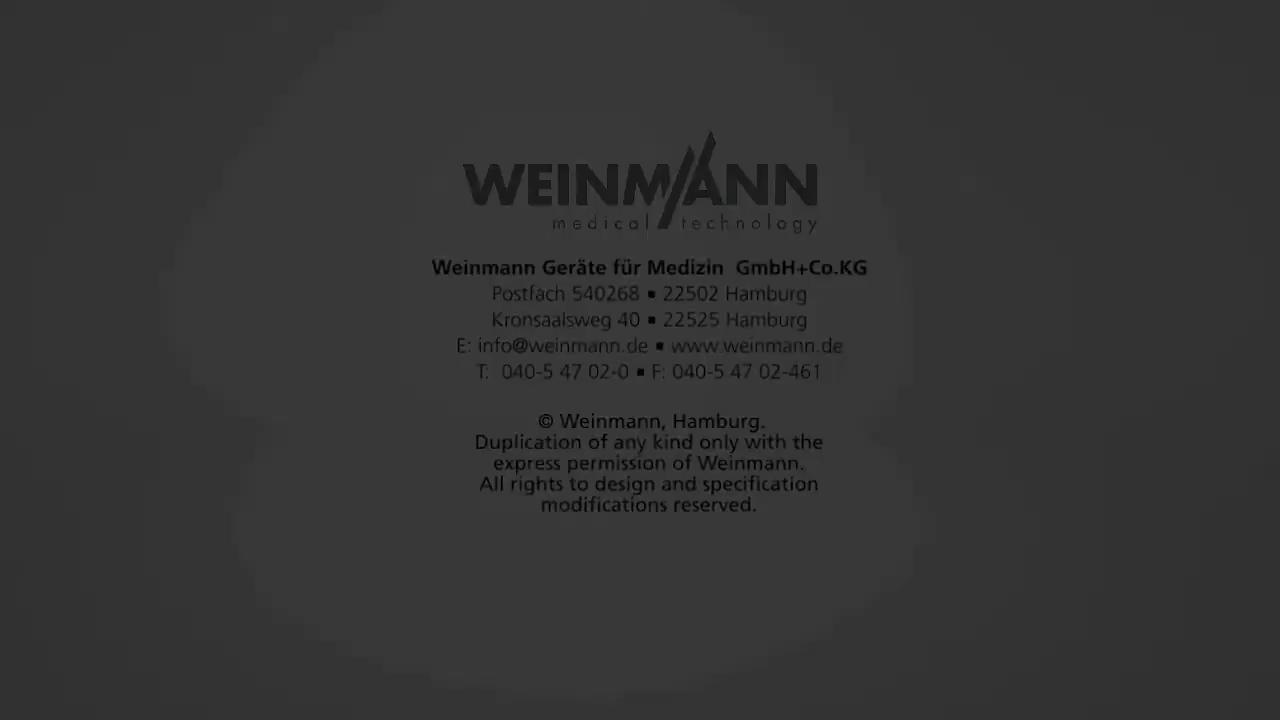 WEINMANN
medical technology
Weinmann Geräte für Medizin GmbH+Co.KG
Postfach 540268 ▪ 22502 Hamburg
Kronsaalsweg 40 ▪ 22525 Hamburg
E: info@weinmann.de ▪ www.weinmann.de
T: 040-5 47 02-0 ▪ F: 040-5 47 02-461
© Weinmann, Hamburg.
Duplication of any kind only with the
express permission of Weinmann.
All rights to design and specification
modifications reserved.